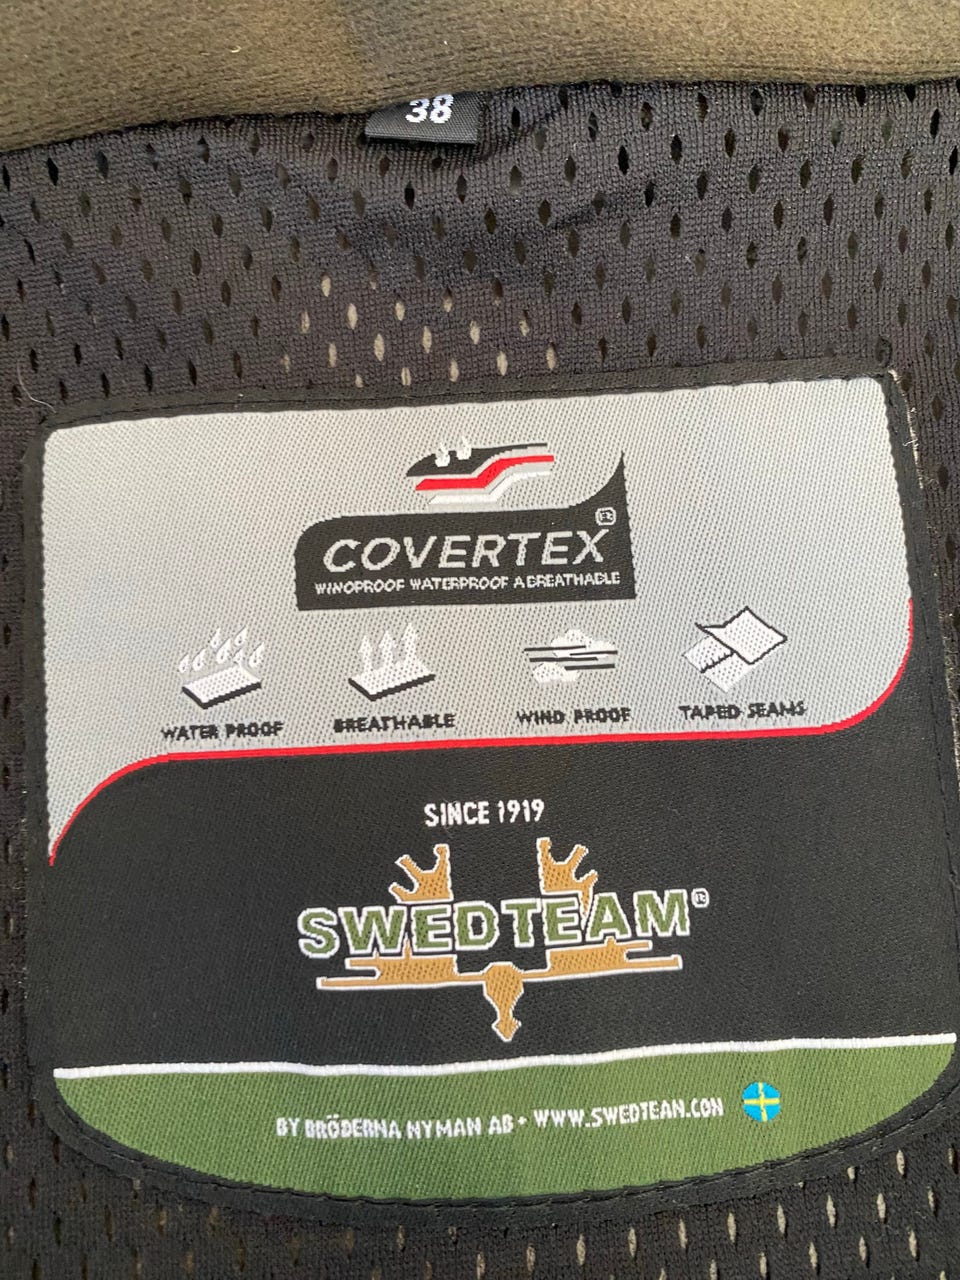 38
COVERTEX®
WINDPROOF WATERPROOF & BREATHABLE
WATER PROOF BREATHABLE WIND PROOF TAPED SEAMS
SINCE 1919
SWEDTEAM®
BY BRÖDERNA NYMAN AB • WWW.SWEDTEAM.COM